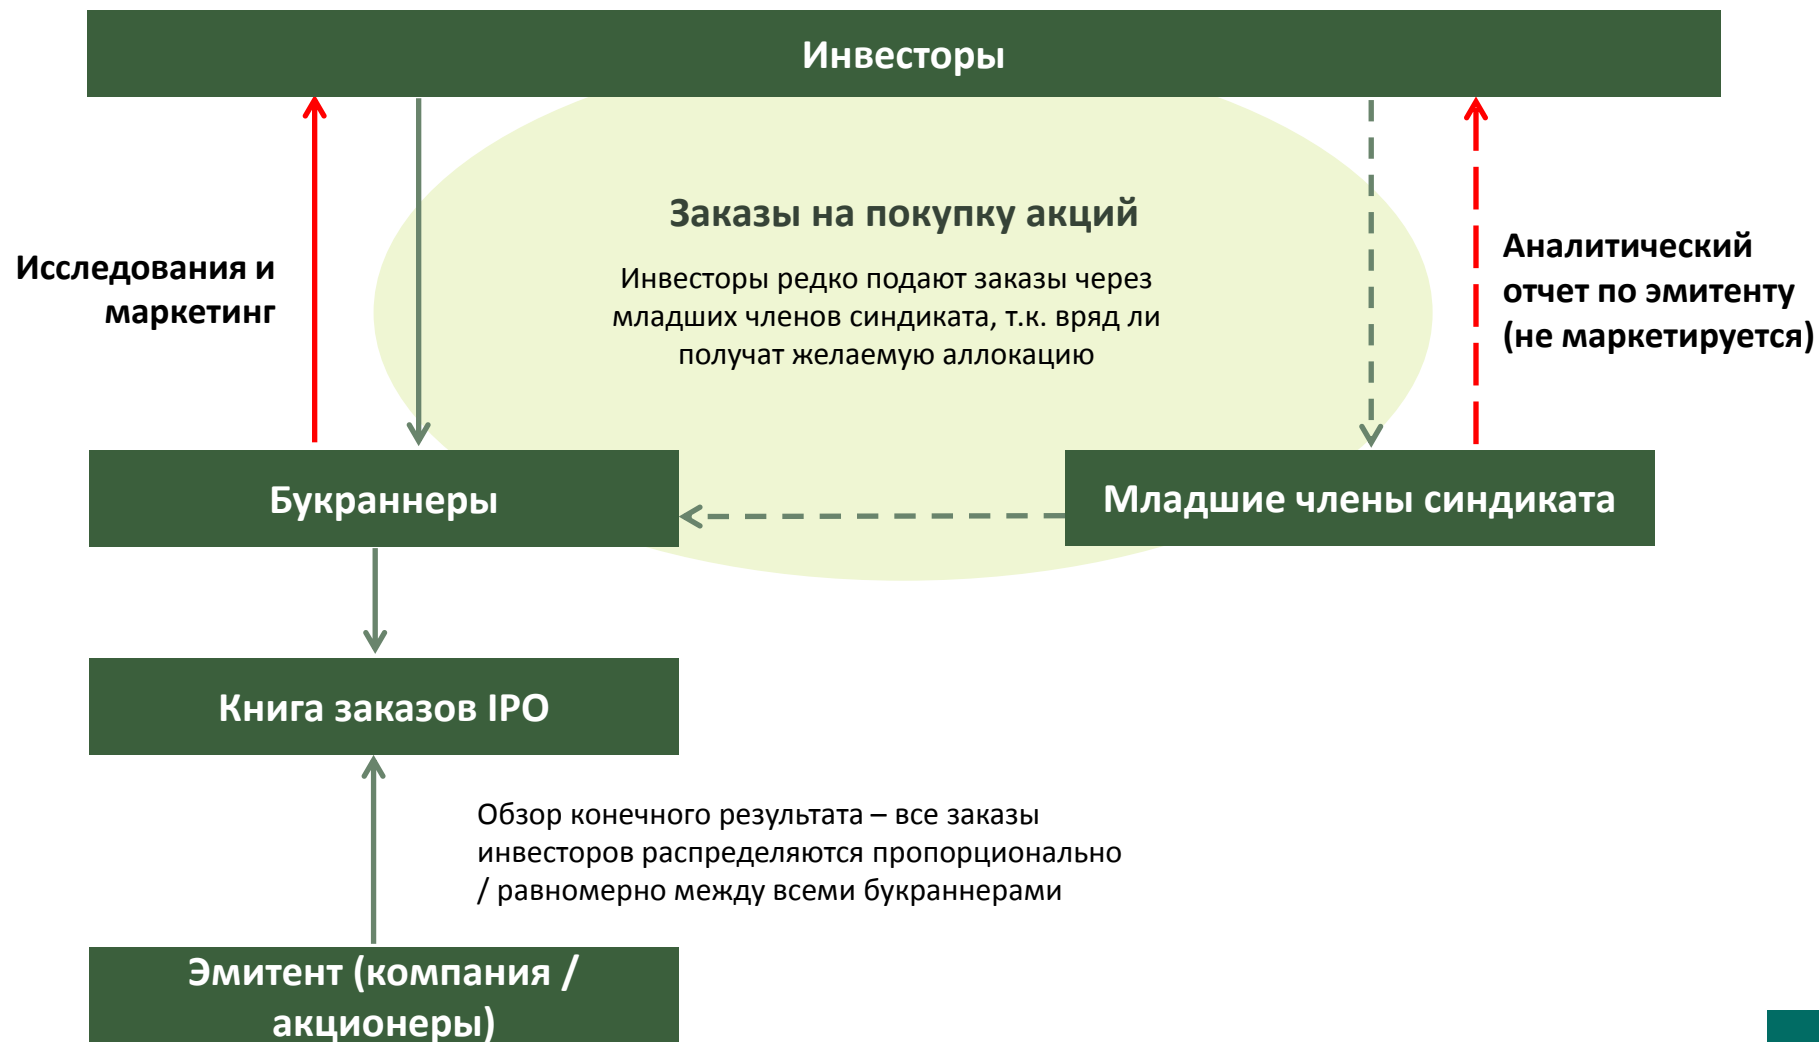 Инвесторы
Заказы на покупку акций
Инвесторы редко подают заказы через
младших членов синдиката, т.к. вряд ли
получат желаемую аллокацию
Исследования и
маркетинг
Аналитический
отчет по эмитенту
(не маркетируется)
Букраннеры
Младшие члены синдиката
Книга заказов IPO
Обзор конечного результата – все заказы
инвесторов распределяются пропорционально
/ равномерно между всеми букраннерами
Эмитент (компания /
акционеры)